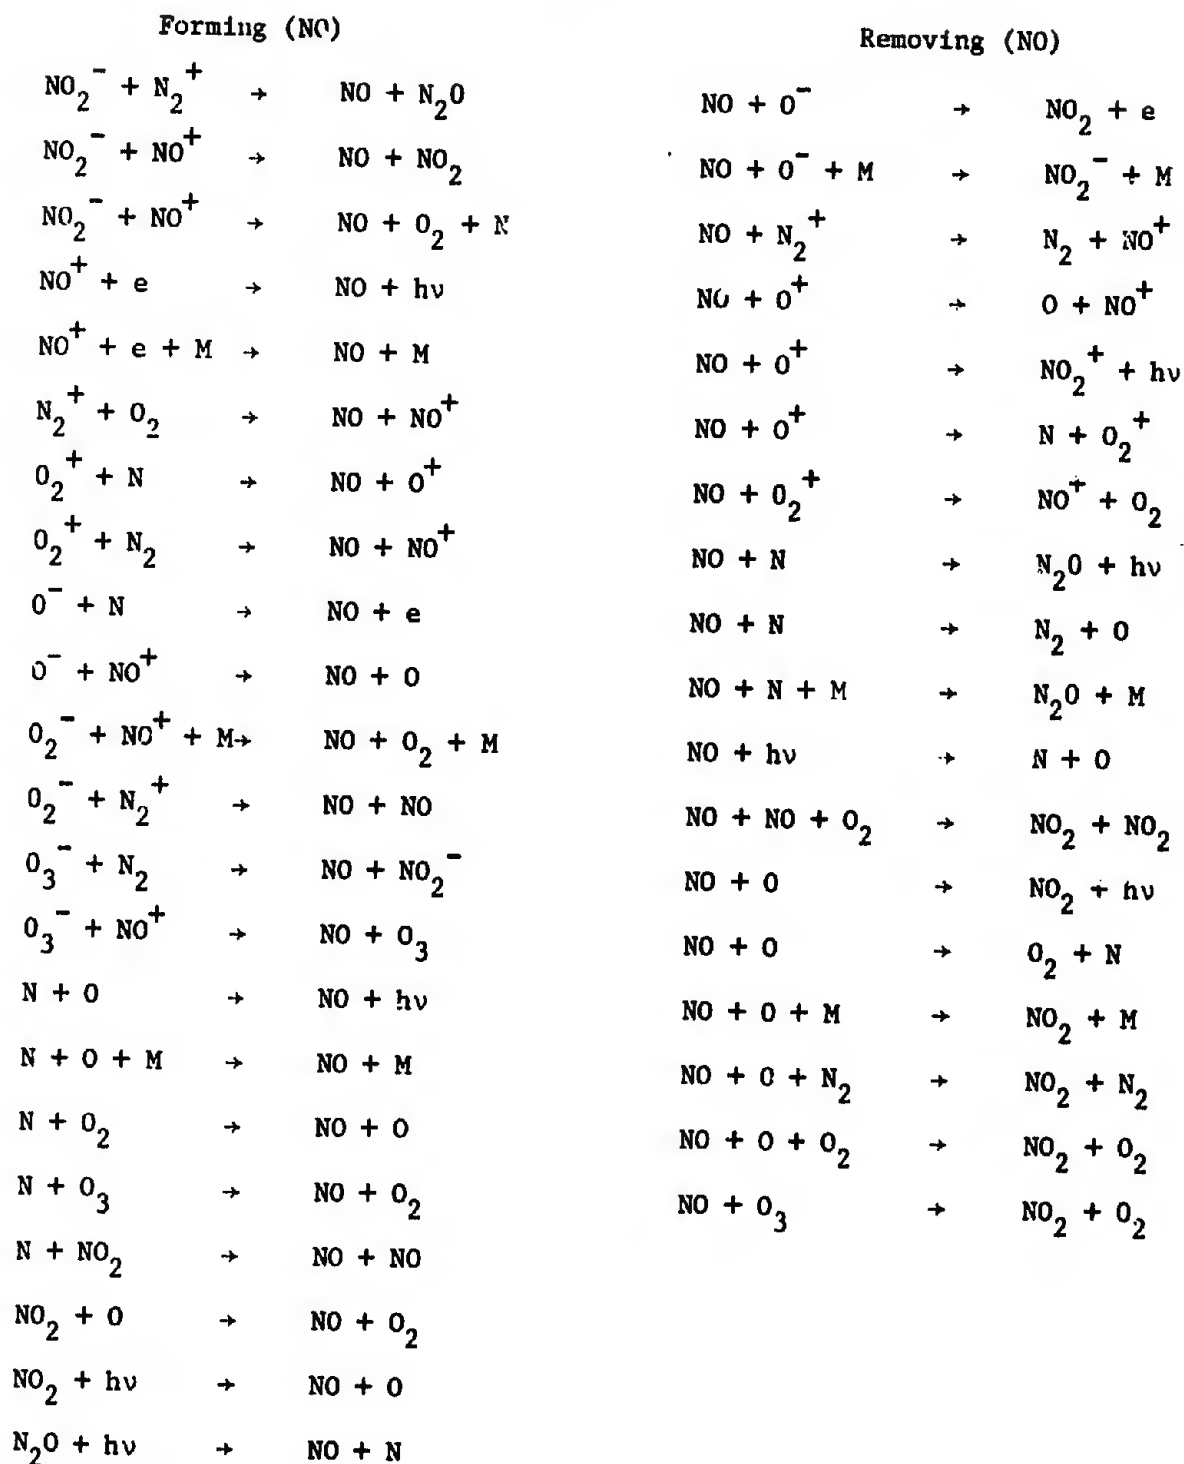 Forming (NO)
NO₂⁻ + N₂⁺ → NO + N₂O
NO₂⁻ + NO⁺ → NO + NO₂
NO₂⁻ + NO⁺ → NO + O₂ + N
NO⁺ + e → NO + hν
NO⁺ + e + M → NO + M
N₂⁺ + O₂ → NO + NO⁺
O₂⁺ + N → NO + O⁺
O₂⁺ + N₂ → NO + NO⁺
O⁻ + N → NO + e
O⁻ + NO⁺ → NO + O
O₂⁻ + NO⁺ + M→ NO + O₂ + M
O₂⁻ + N₂⁺ → NO + NO
O₃⁻ + N₂ → NO + NO₂⁻
O₃⁻ + NO⁺ → NO + O₃
N + O → NO + hν
N + O + M → NO + M
N + O₂ → NO + O
N + O₃ → NO + O₂
N + NO₂ → NO + NO
NO₂ + O → NO + O₂
NO₂ + hν → NO + O
N₂O + hν → NO + N
Removing (NO)
NO + O⁻ → NO₂ + e
NO + O⁻ + M → NO₂⁻ + M
NO + N₂⁺ → N₂ + NO⁺
NO + O⁺ → O + NO⁺
NO + O⁺ → NO₂⁺ + hν
NO + O⁺ → N + O₂⁺
NO + O₂⁺ → NO⁺ + O₂
NO + N → N₂O + hν
NO + N → N₂ + O
NO + N + M → N₂O + M
NO + hν → N + O
NO + NO + O₂ → NO₂ + NO₂
NO + O → NO₂ + hν
NO + O → O₂ + N
NO + O + M → NO₂ + M
NO + O + N₂ → NO₂ + N₂
NO + O + O₂ → NO₂ + O₂
NO + O₃ → NO₂ + O₂